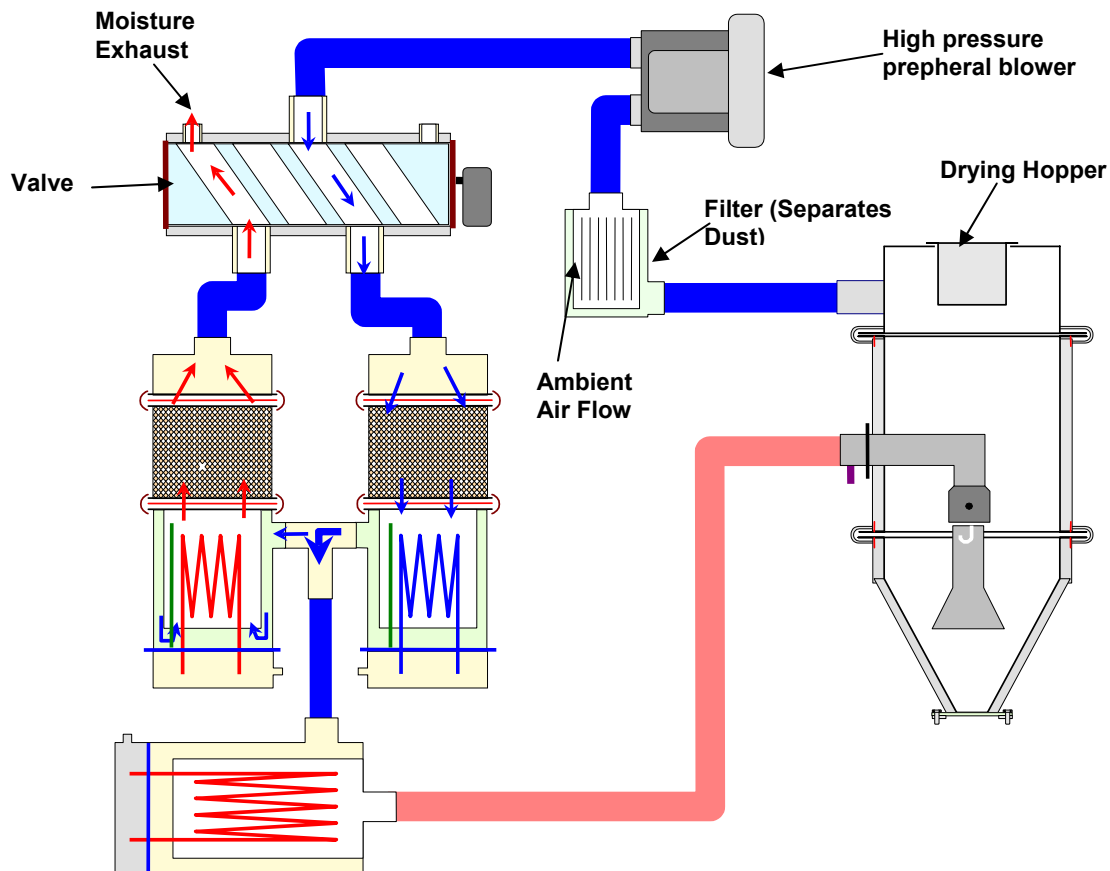 Moisture
Exhaust
High pressure
prepheral blower
Valve
Drying Hopper
Filter (Separates
Dust)
Ambient
Air Flow